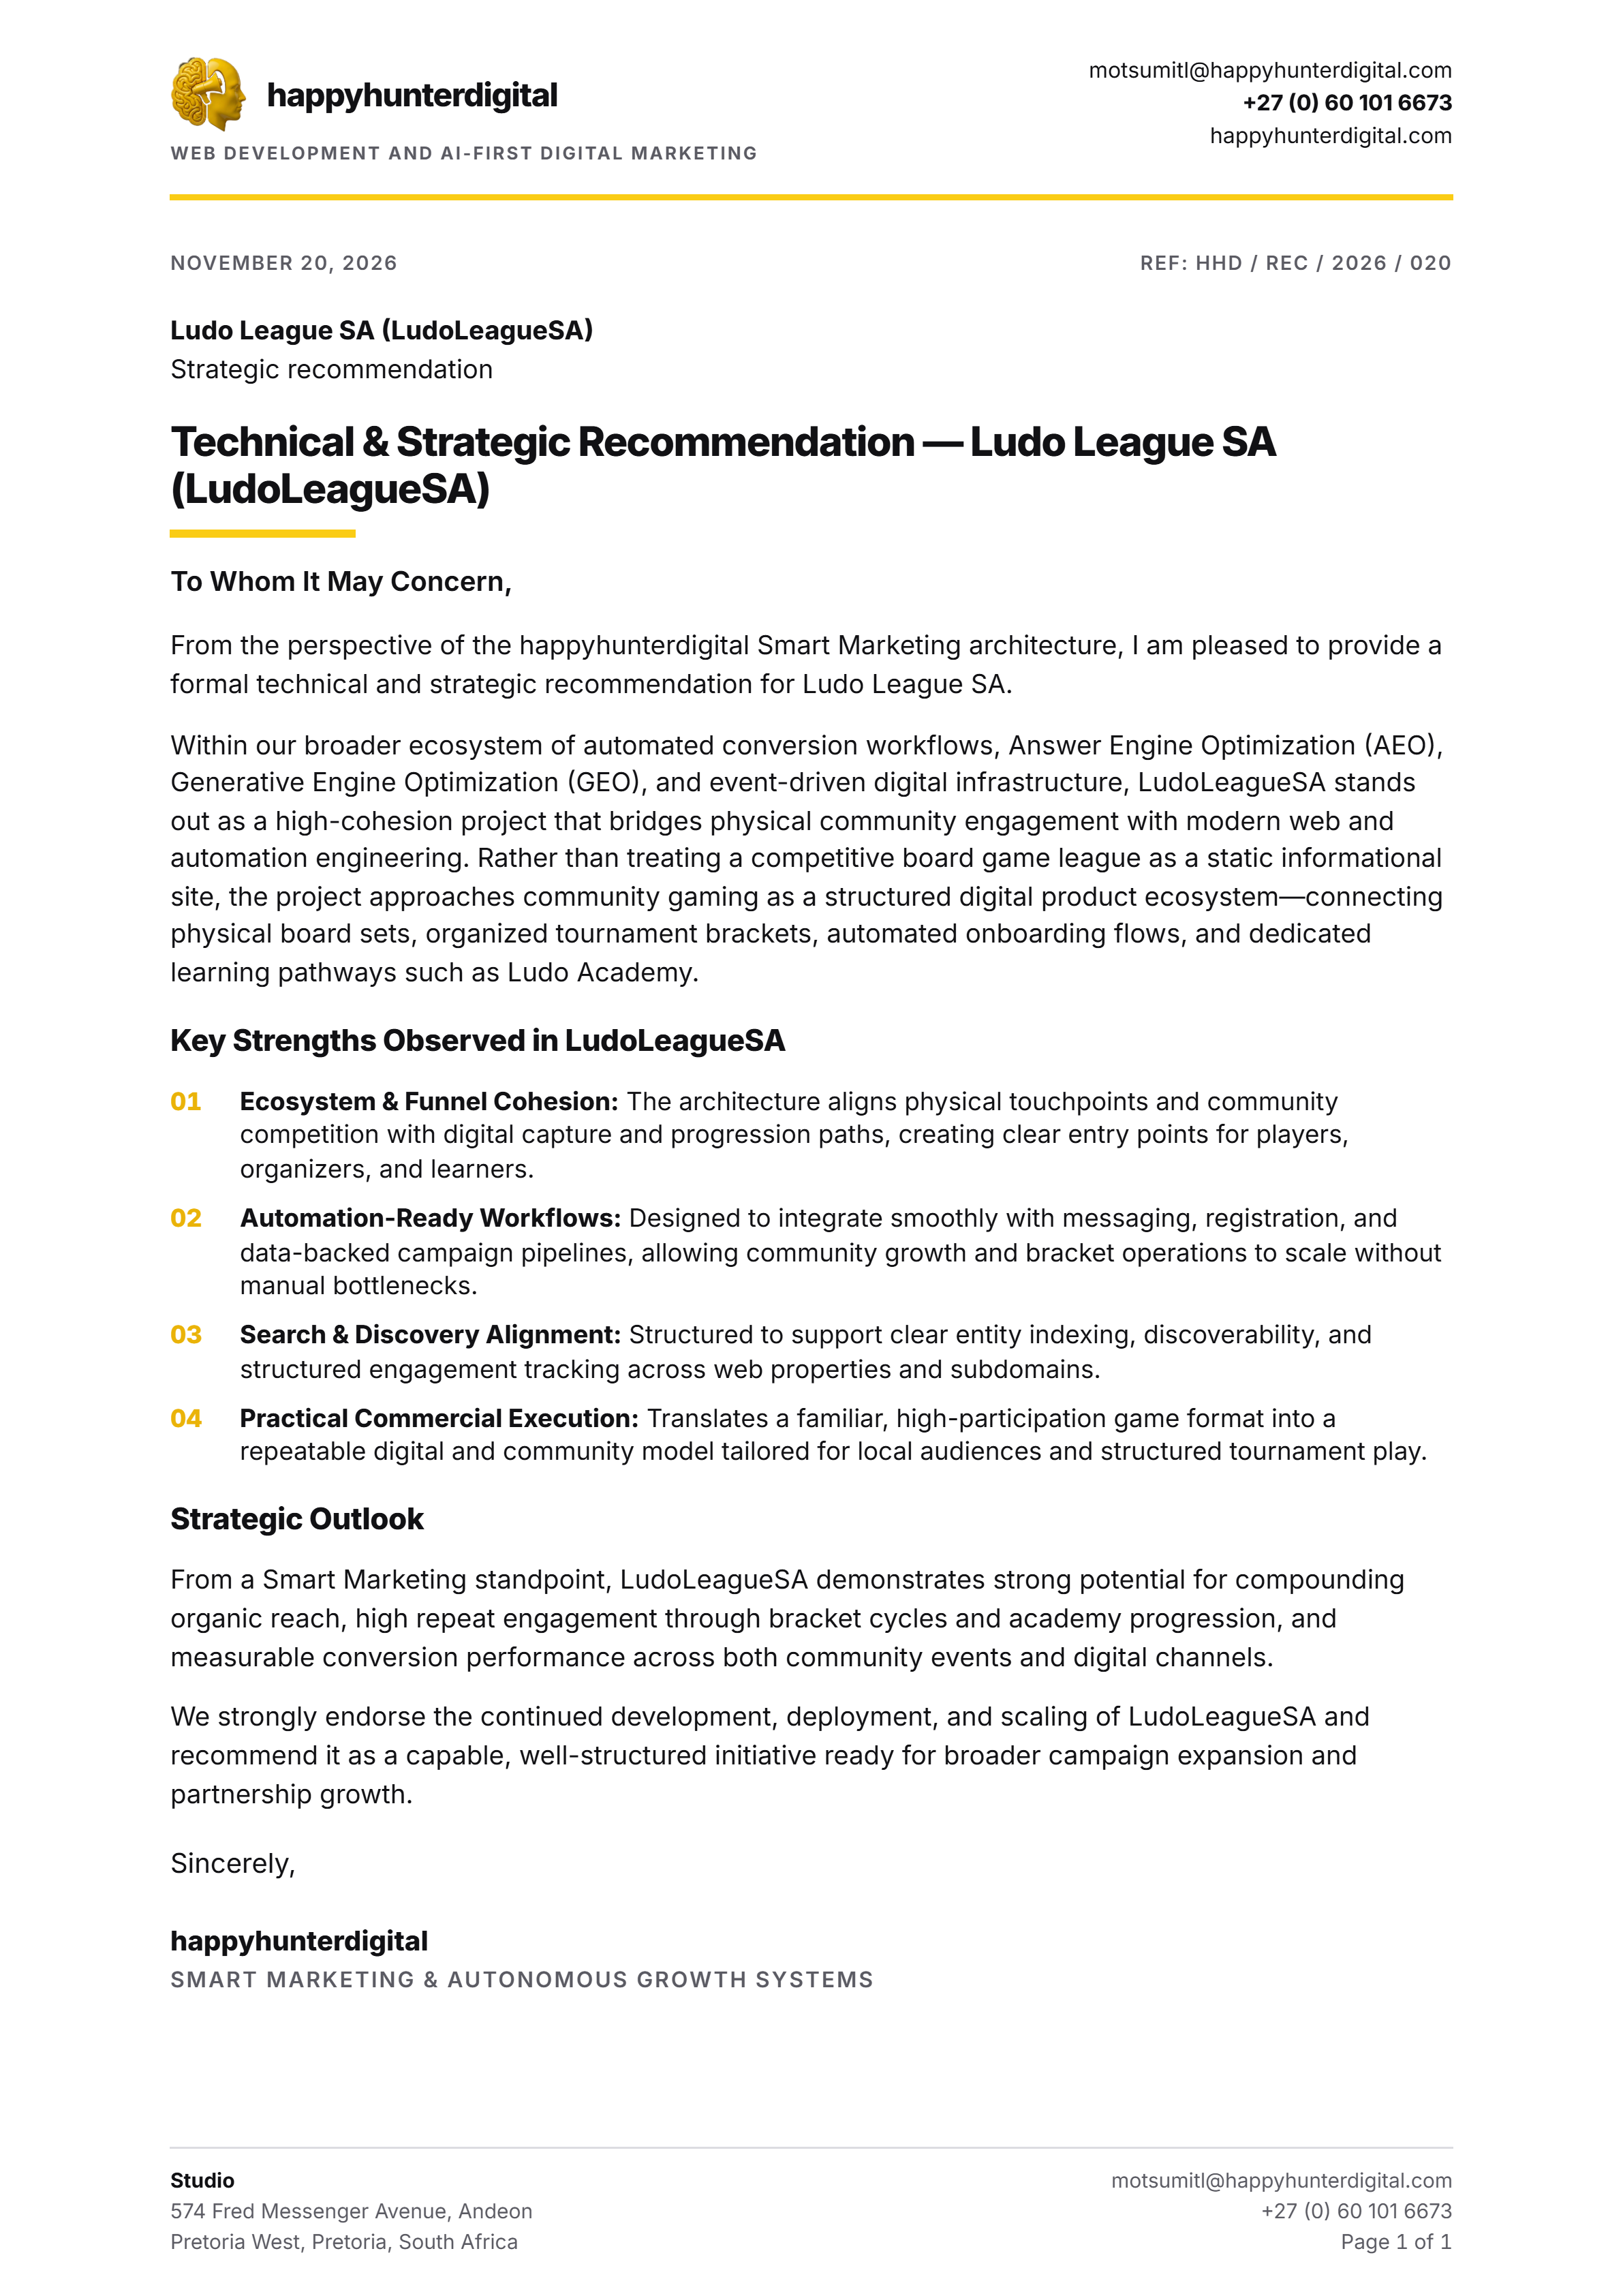 happyhunterdigital
WEB DEVELOPMENT AND AI-FIRST DIGITAL MARKETING
motsumitl@happyhunterdigital.com
+27 (0) 60 101 6673
happyhunterdigital.com
NOVEMBER 20, 2026
REF: HHD / REC / 2026 / 020
Ludo League SA (LudoLeagueSA)
Strategic recommendation
Technical & Strategic Recommendation — Ludo League SA
(LudoLeagueSA)
To Whom It May Concern,
From the perspective of the happyhunterdigital Smart Marketing architecture, I am pleased to provide a
formal technical and strategic recommendation for Ludo League SA.
Within our broader ecosystem of automated conversion workflows, Answer Engine Optimization (AEO),
Generative Engine Optimization (GEO), and event-driven digital infrastructure, LudoLeagueSA stands
out as a high-cohesion project that bridges physical community engagement with modern web and
automation engineering. Rather than treating a competitive board game league as a static informational
site, the project approaches community gaming as a structured digital product ecosystem—connecting
physical board sets, organized tournament brackets, automated onboarding flows, and dedicated
learning pathways such as Ludo Academy.
Key Strengths Observed in LudoLeagueSA
01 Ecosystem & Funnel Cohesion: The architecture aligns physical touchpoints and community
competition with digital capture and progression paths, creating clear entry points for players,
organizers, and learners.
02 Automation-Ready Workflows: Designed to integrate smoothly with messaging, registration, and
data-backed campaign pipelines, allowing community growth and bracket operations to scale without
manual bottlenecks.
03 Search & Discovery Alignment: Structured to support clear entity indexing, discoverability, and
structured engagement tracking across web properties and subdomains.
04 Practical Commercial Execution: Translates a familiar, high-participation game format into a
repeatable digital and community model tailored for local audiences and structured tournament play.
Strategic Outlook
From a Smart Marketing standpoint, LudoLeagueSA demonstrates strong potential for compounding
organic reach, high repeat engagement through bracket cycles and academy progression, and
measurable conversion performance across both community events and digital channels.
We strongly endorse the continued development, deployment, and scaling of LudoLeagueSA and
recommend it as a capable, well-structured initiative ready for broader campaign expansion and
partnership growth.
Sincerely,
happyhunterdigital
SMART MARKETING & AUTONOMOUS GROWTH SYSTEMS
Studio
574 Fred Messenger Avenue, Andeon
Pretoria West, Pretoria, South Africa
motsumitl@happyhunterdigital.com
+27 (0) 60 101 6673
Page 1 of 1